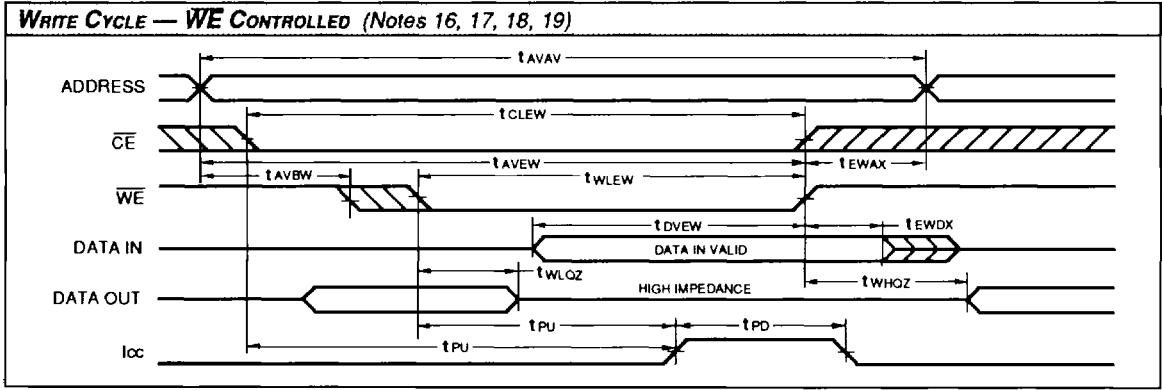 WRITE CYCLE — WE CONTROLLED (Notes 16, 17, 18, 19)
tAVAV
ADDRESS
tCLEW
CE
tAVEW
tEWAX
tAVBW
tWLEW
WE
tDVEW
tEWDX
DATA IN
DATA IN VALID
tWLQZ
tWHQZ
DATA OUT
HIGH IMPEDANCE
tPU
tPD
Icc
tPU